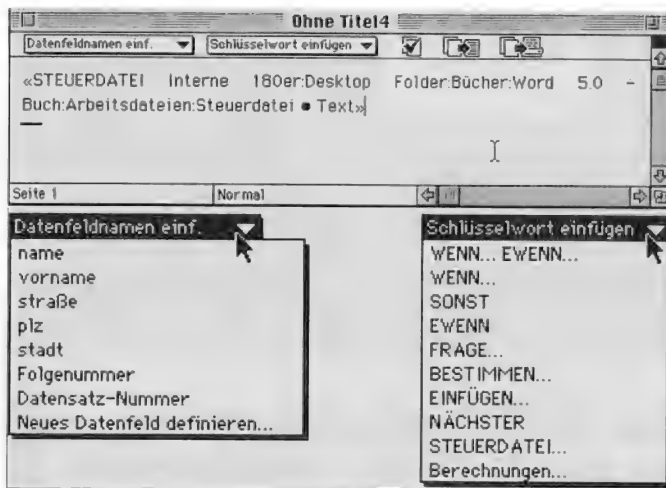 Ohne Titel4
Datenfeldnamen einf. Schlüsselwort einfügen
«STEUERDATEI Interne 180er:Desktop Folder:Bücher:Word 5.0 -
Buch:Arbeitsdateien:Steuerdatei • Text»
Seite 1 Normal
Datenfeldnamen einf.
name
vorname
straße
plz
stadt
Folgenummer
Datensatz-Nummer
Neues Datenfeld definieren...
Schlüsselwort einfügen
WENN... EWENN...
WENN...
SONST
EWENN
FRAGE...
BESTIMMEN...
EINFÜGEN...
NÄCHSTER
STEUERDATEI...
Berechnungen...